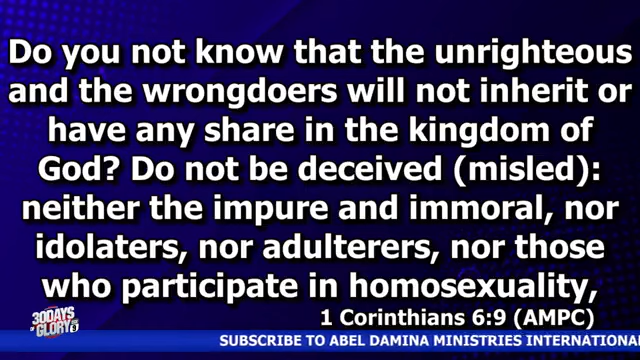 Do you not know that the unrighteous
and the wrongdoers will not inherit or
have any share in the kingdom of
God? Do not be deceived (misled):
neither the impure and immoral, nor
idolaters, nor adulterers, nor those
who participate in homosexuality,
1 Corinthians 6:9 (AMPC)
30DAYS
GLORY
SUBSCRIBE TO ABEL DAMINA MINISTRIES INTERNATIONA